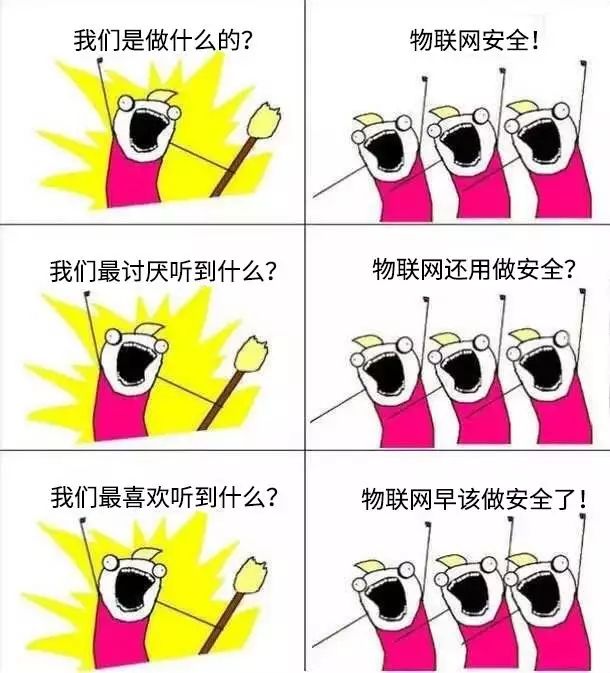 我们是做什么的?
物联网安全!
我们最讨厌听到什么?
物联网还用做安全?
我们最喜欢听到什么?
物联网早该做安全了!